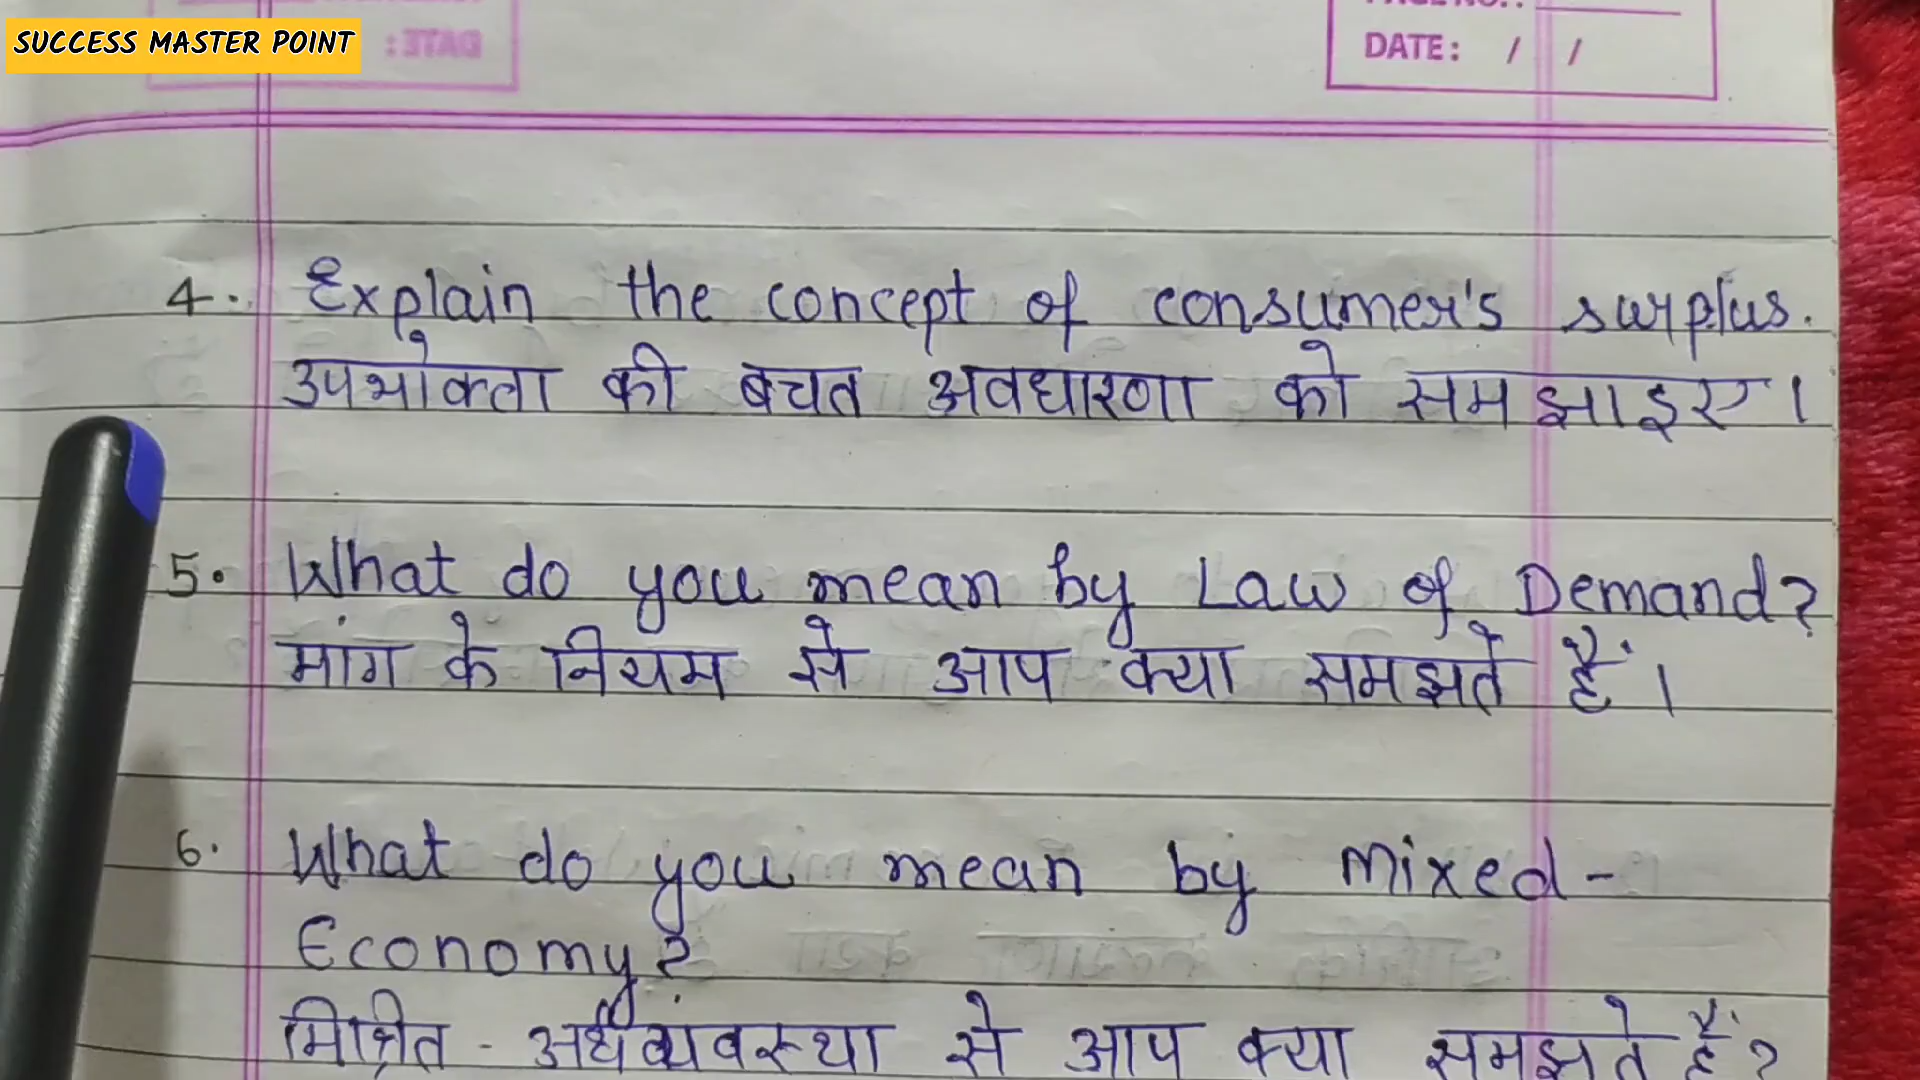 SUCCESS MASTER POINT
DATE: / /
4. Explain the concept of consumer's surplus.
उपभोक्ता की बचत अवधारणा को समझाइए।
5. What do you mean by Law of Demand?
मांग के नियम से आप क्या समझते हैं।
6. What do you mean by Mixed-
Economy?
मिश्रित - अर्थव्यवस्था से आप क्या समझते हैं?